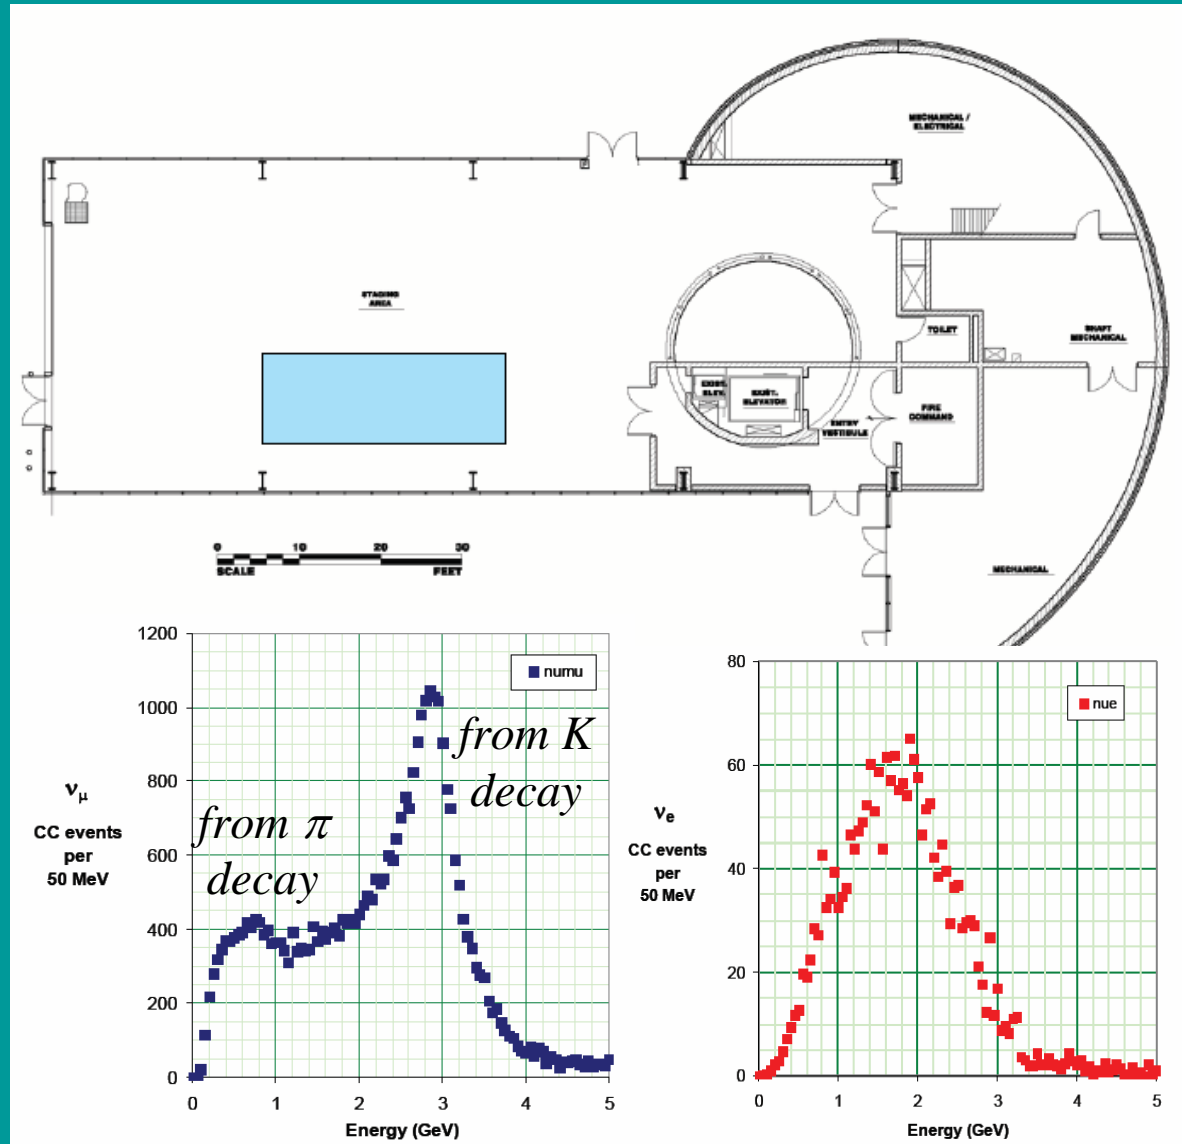 MECHANICAL /
ELECTRICAL
STAGING
AREA
TOILET
SHAFT
MECHANICAL
EXIST.
ELEV.
EXIST.
ELEVATOR
FIRE
COMMAND
ENTRY
VESTIBULE
0 10 20 30
SCALE FEET
MECHANICAL
1200
1000
800
600
400
200
0
0 1 2 3 4 5
Energy (GeV)
νμ
CC events
per
50 MeV
numu
from π
decay
from K
decay
80
60
40
20
0
0 1 2 3 4 5
Energy (GeV)
νe
CC events
per
50 MeV
nue